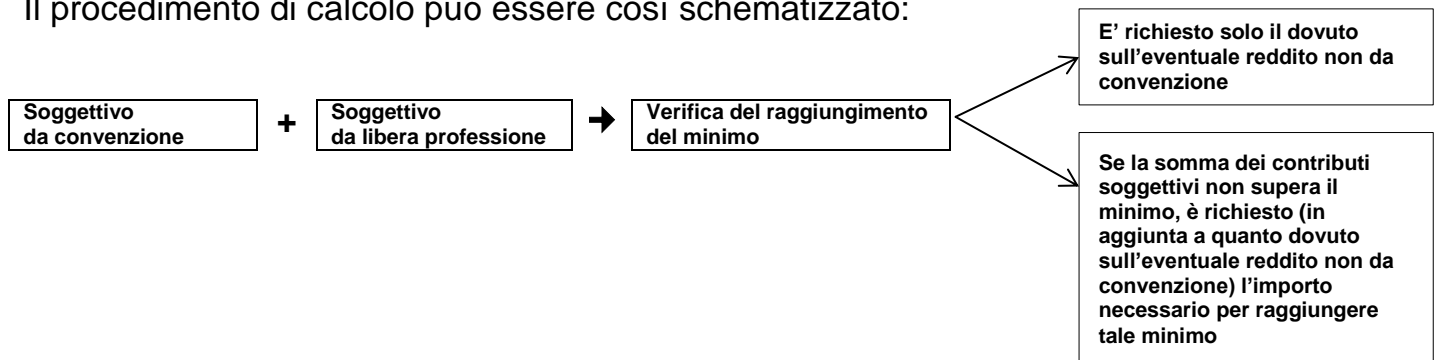 Il procedimento di calcolo può essere così schematizzato:
Soggettivo
da convenzione
+
Soggettivo
da libera professione
➔
Verifica del raggiungimento
del minimo
E’ richiesto solo il dovuto
sull’eventuale reddito non da
convenzione
Se la somma dei contributi
soggettivi non supera il
minimo, è richiesto (in
aggiunta a quanto dovuto
sull’eventuale reddito non da
convenzione) l’importo
necessario per raggiungere
tale minimo